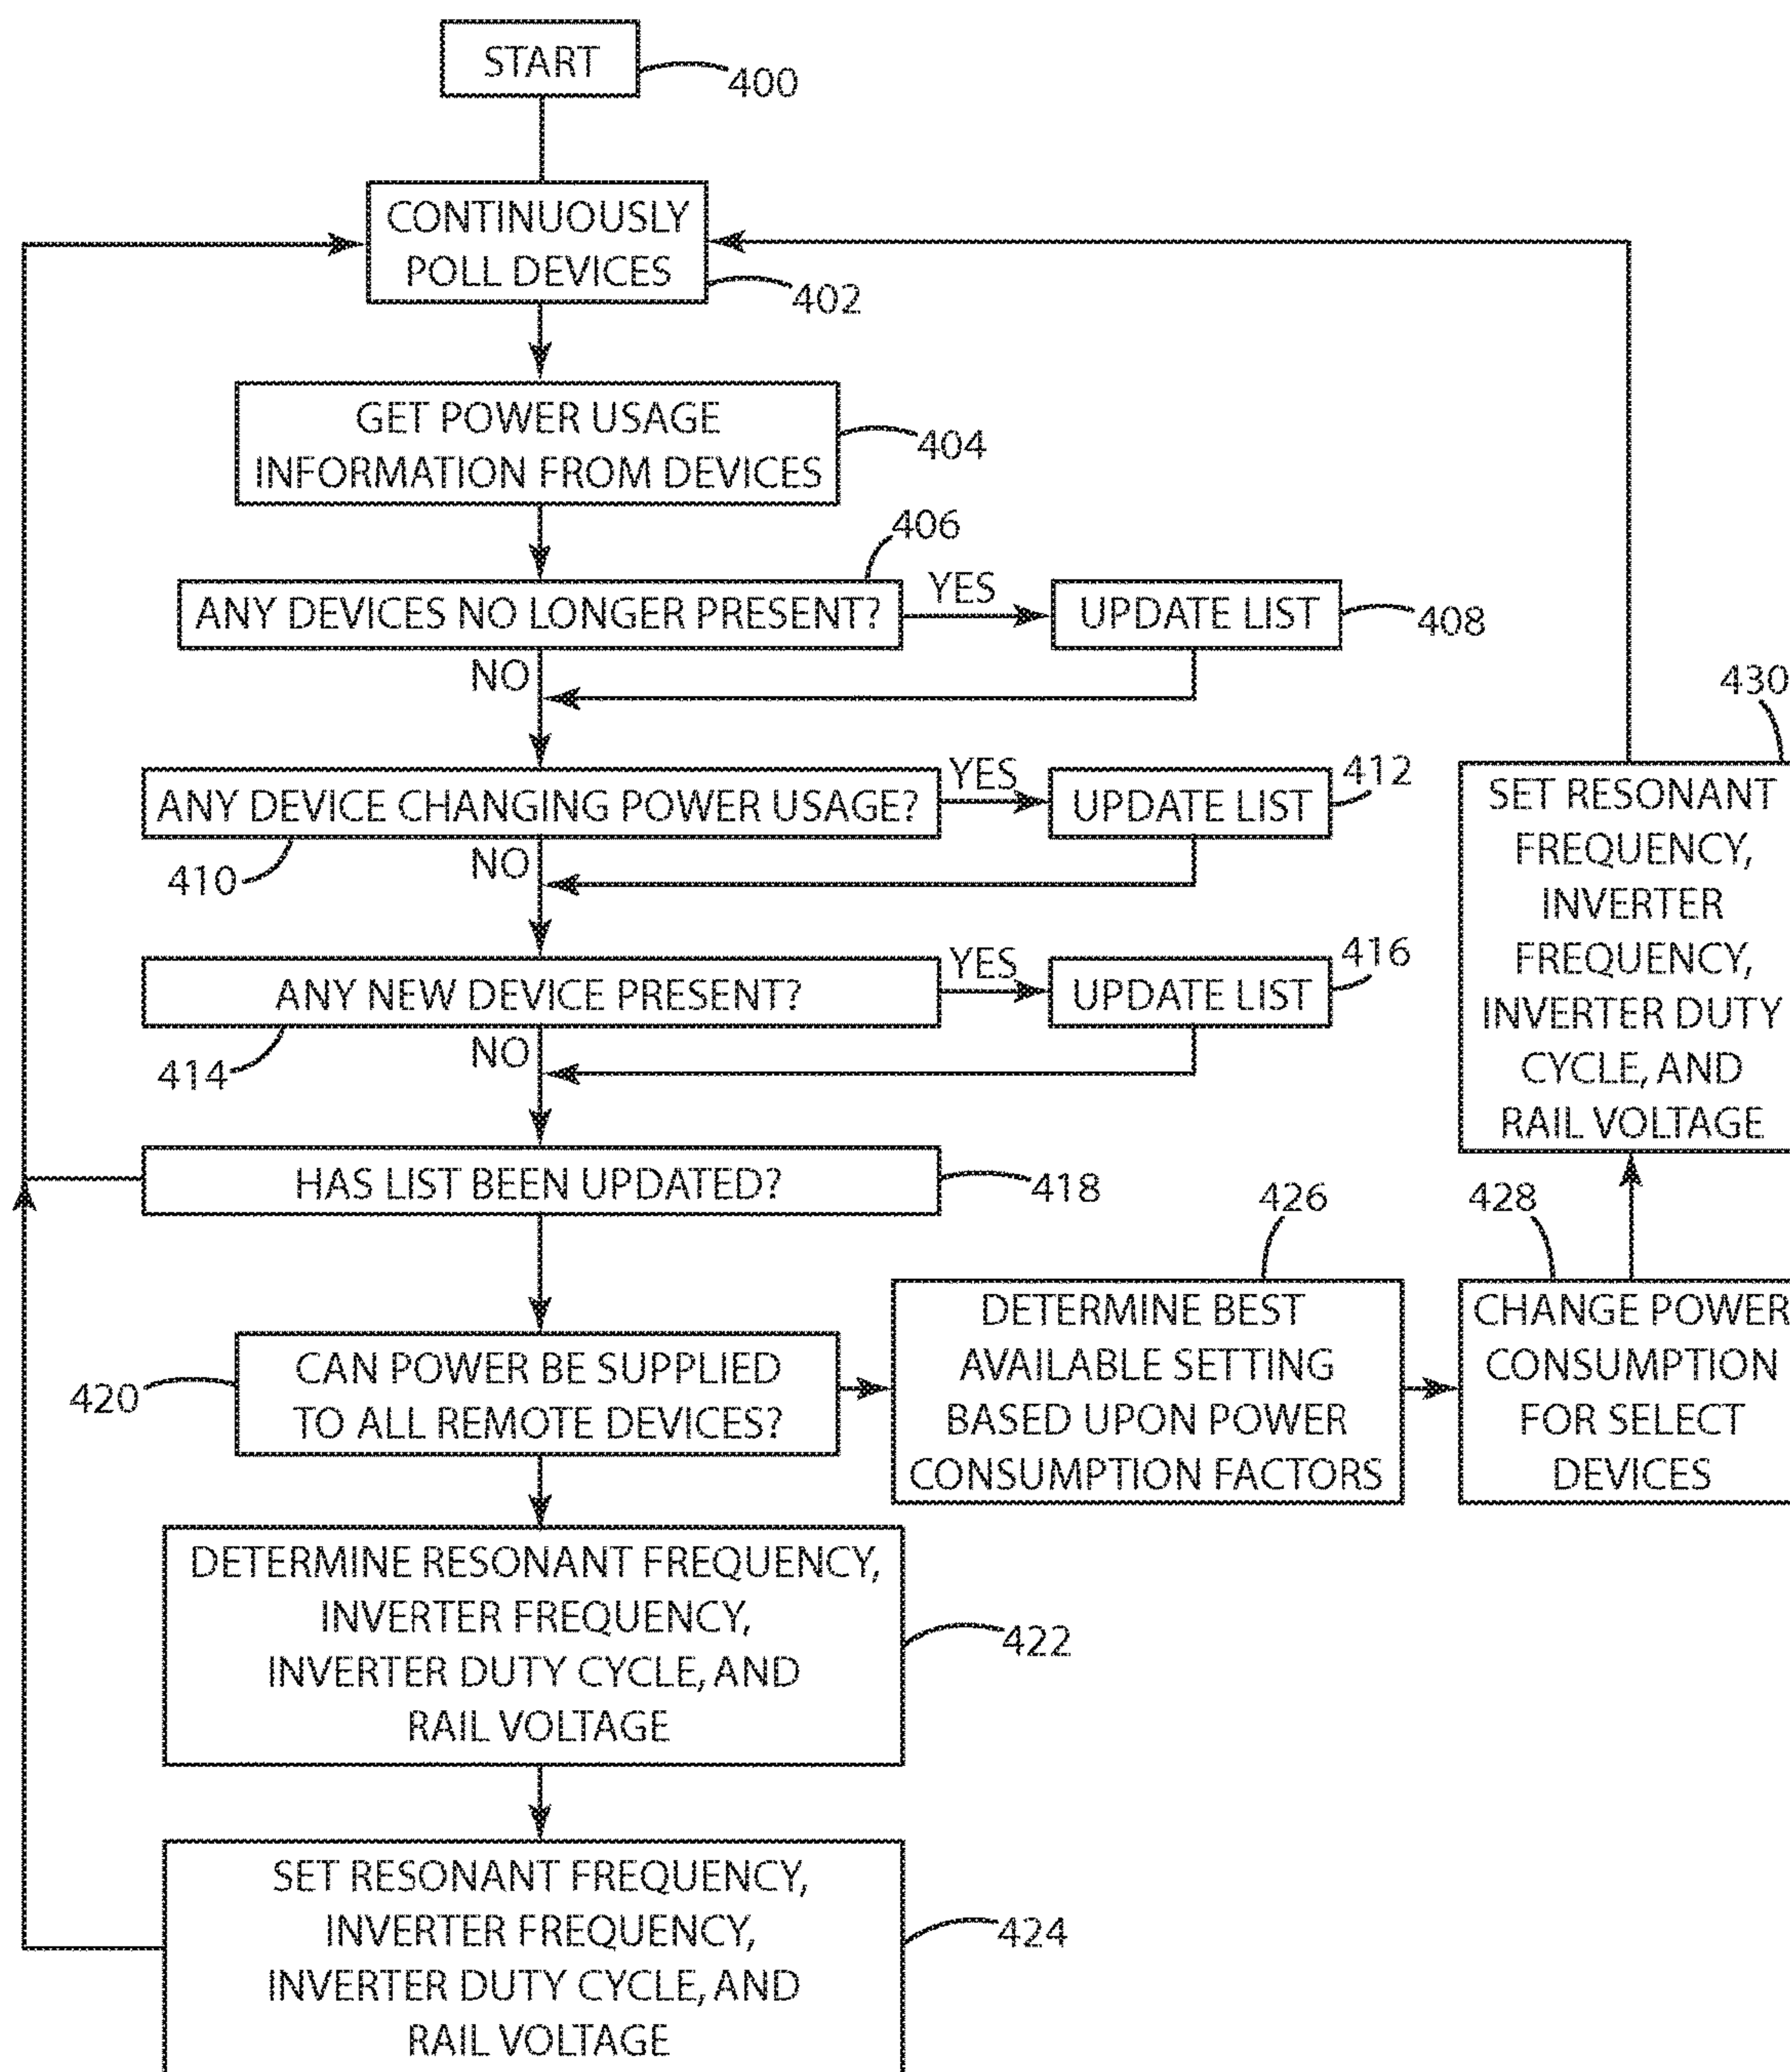 START
400
CONTINUOUSLY
POLL DEVICES
402
GET POWER USAGE
INFORMATION FROM DEVICES
404
406
ANY DEVICES NO LONGER PRESENT?
YES
UPDATE LIST
408
NO
ANY DEVICE CHANGING POWER USAGE?
410
YES
UPDATE LIST
412
NO
ANY NEW DEVICE PRESENT?
414
YES
UPDATE LIST
416
NO
HAS LIST BEEN UPDATED?
418
CAN POWER BE SUPPLIED
TO ALL REMOTE DEVICES?
420
426
DETERMINE BEST
AVAILABLE SETTING
BASED UPON POWER
CONSUMPTION FACTORS
428
CHANGE POWER
CONSUMPTION
FOR SELECT
DEVICES
430
SET RESONANT
FREQUENCY,
INVERTER
FREQUENCY,
INVERTER DUTY
CYCLE, AND
RAIL VOLTAGE
DETERMINE RESONANT FREQUENCY,
INVERTER FREQUENCY,
INVERTER DUTY CYCLE, AND
RAIL VOLTAGE
422
SET RESONANT FREQUENCY,
INVERTER FREQUENCY,
INVERTER DUTY CYCLE, AND
RAIL VOLTAGE
424